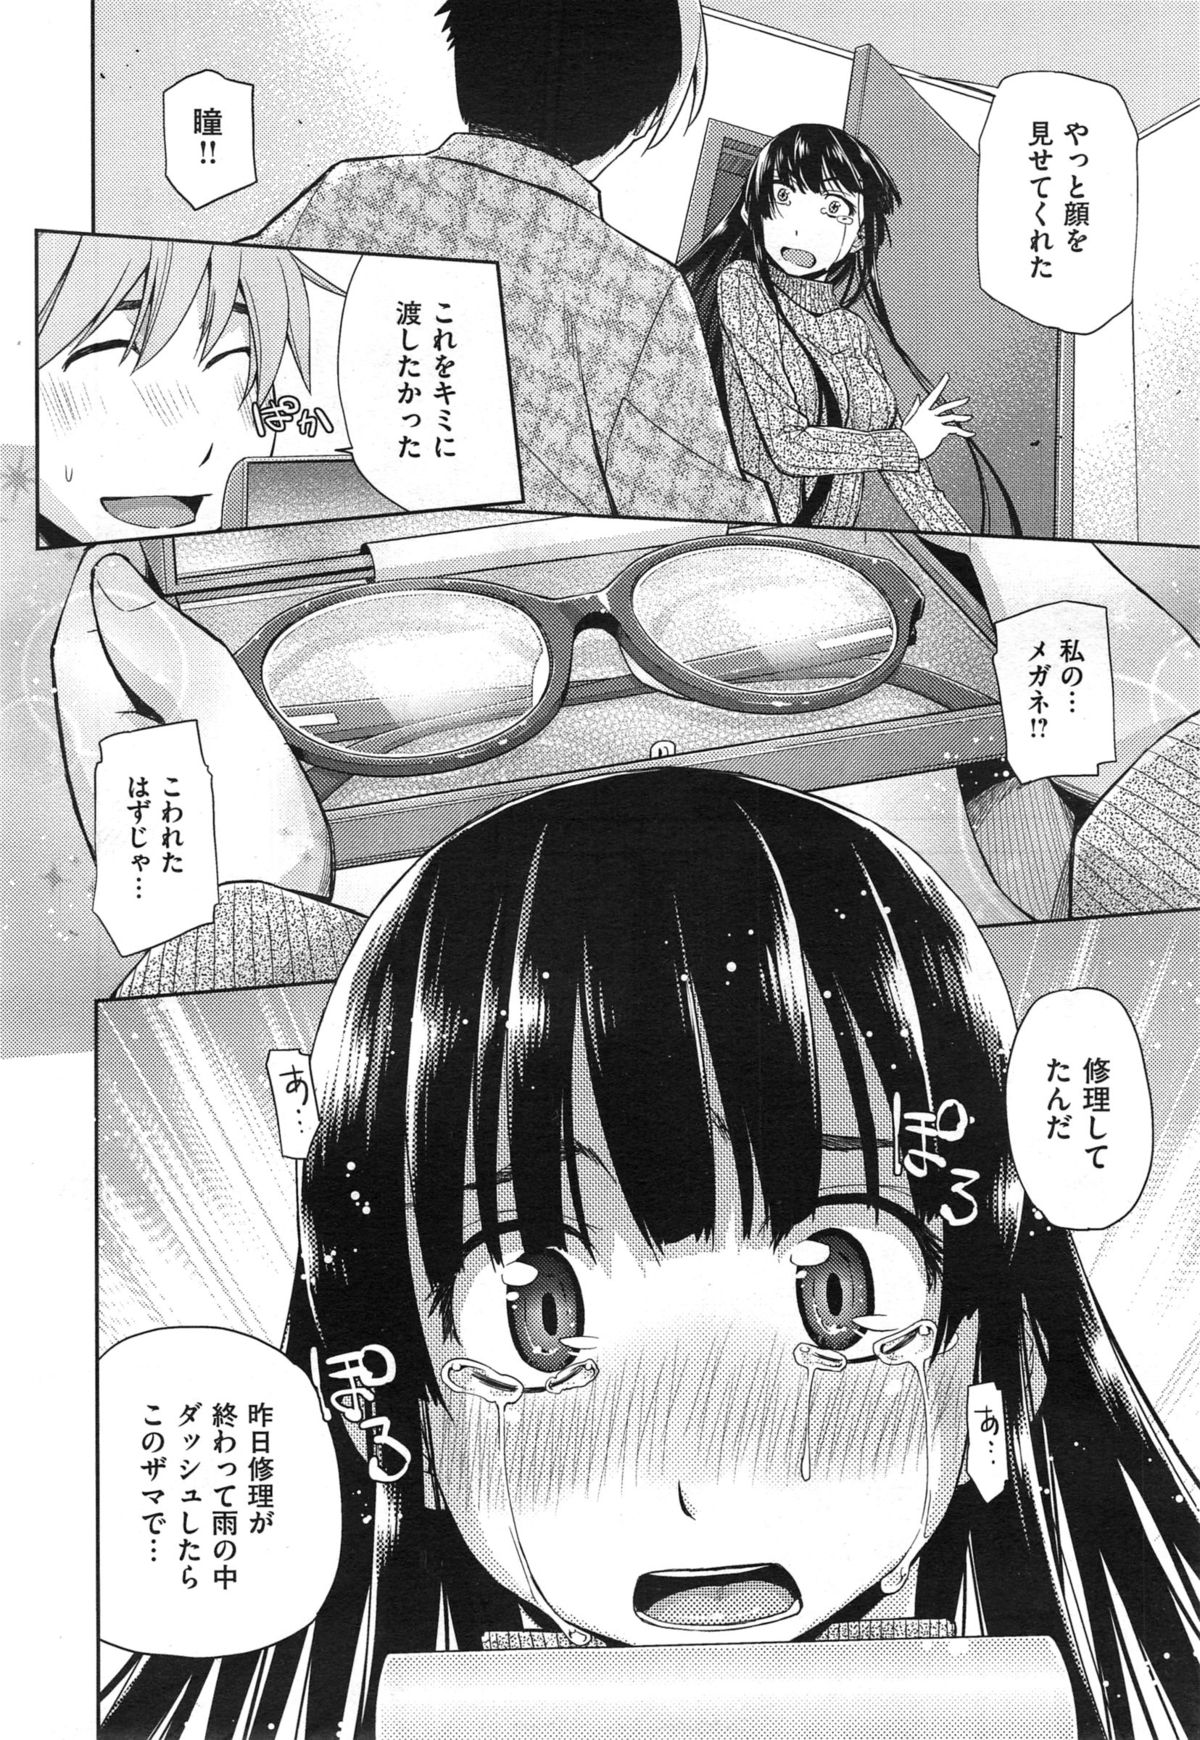 やっと顔を
見せてくれた
瞳!!
これをキミに
渡したかった
ぱか
私の…
メガネ!?
こわれた
はずじゃ…
修理して
たんだ
あ…
ぽろ
ぽろ
あ…
昨日修理が
終わって雨の中
ダッシュしたら
このザマで…